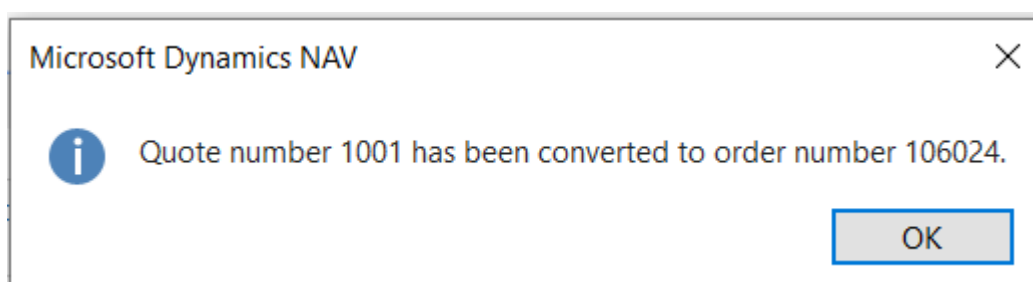 Microsoft Dynamics NAV
Quote number 1001 has been converted to order number 106024.
OK